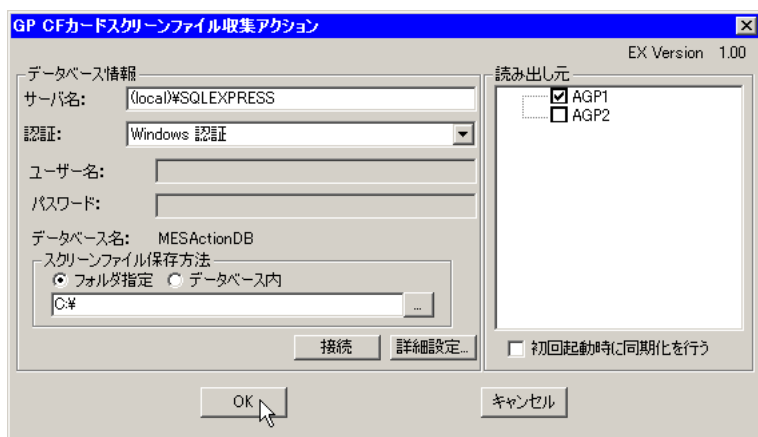 GP CFカードスクリーンファイル収集アクション
EX Version 1.00
データベース情報
サーバ名: (local)¥SQLEXPRESS
認証: Windows 認証
ユーザー名:
パスワード:
データベース名: MESActionDB
スクリーンファイル保存方法
フォルダ指定 データベース内
C:¥ ...
接続 詳細設定...
読み出し元
AGP1
AGP2
初回起動時に同期化を行う
OK キャンセル